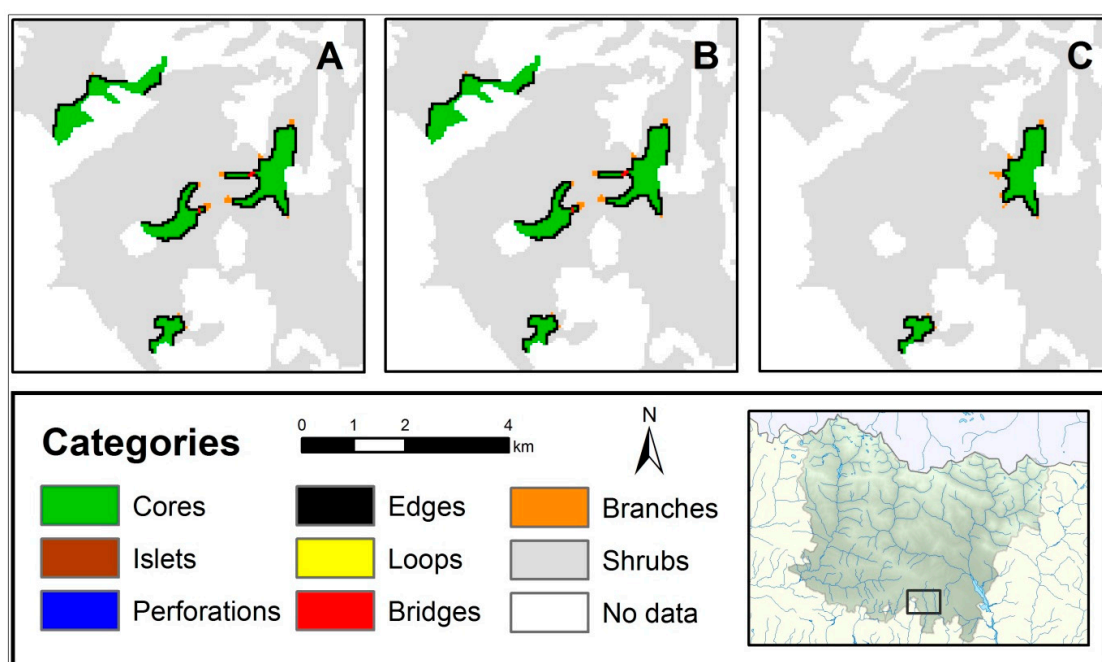 A B C
Categories
0 1 2 4
km
N
Cores Edges Branches
Islets Loops Shrubs
Perforations Bridges No data